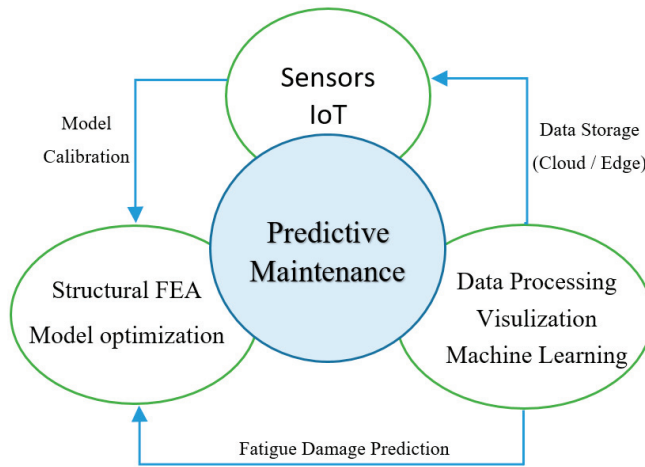 Sensors
IoT
Model
Calibration
Data Storage
(Cloud / Edge)
Predictive
Maintenance
Structural FEA
Model optimization
Data Processing
Visulization
Machine Learning
Fatigue Damage Prediction